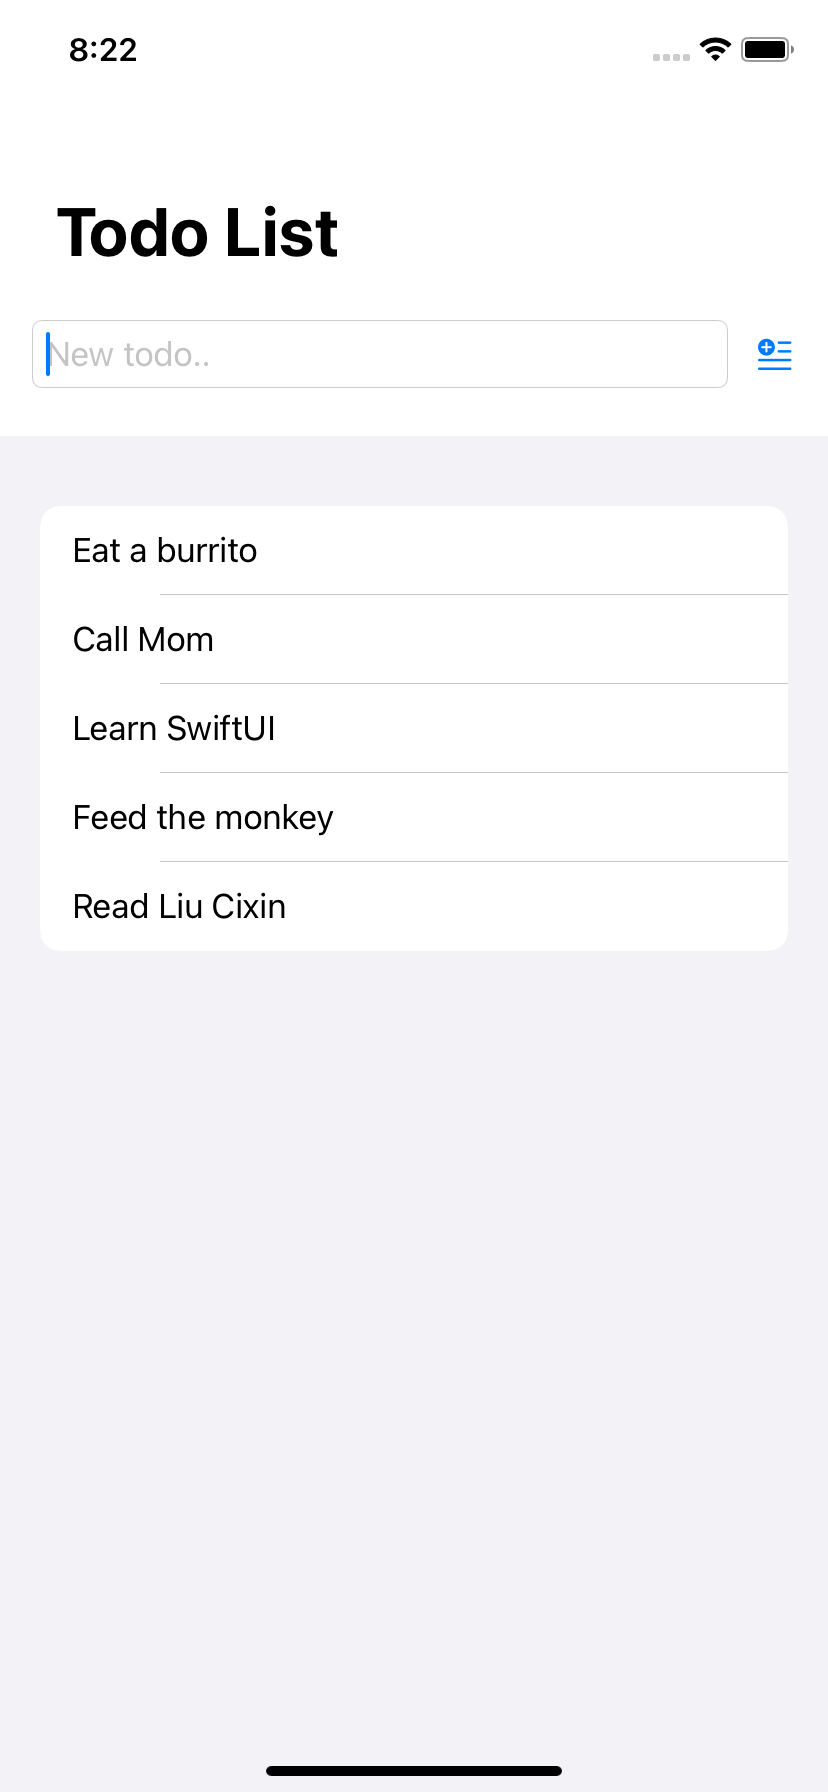 8:22
Todo List
New todo..
Eat a burrito
Call Mom
Learn SwiftUI
Feed the monkey
Read Liu Cixin